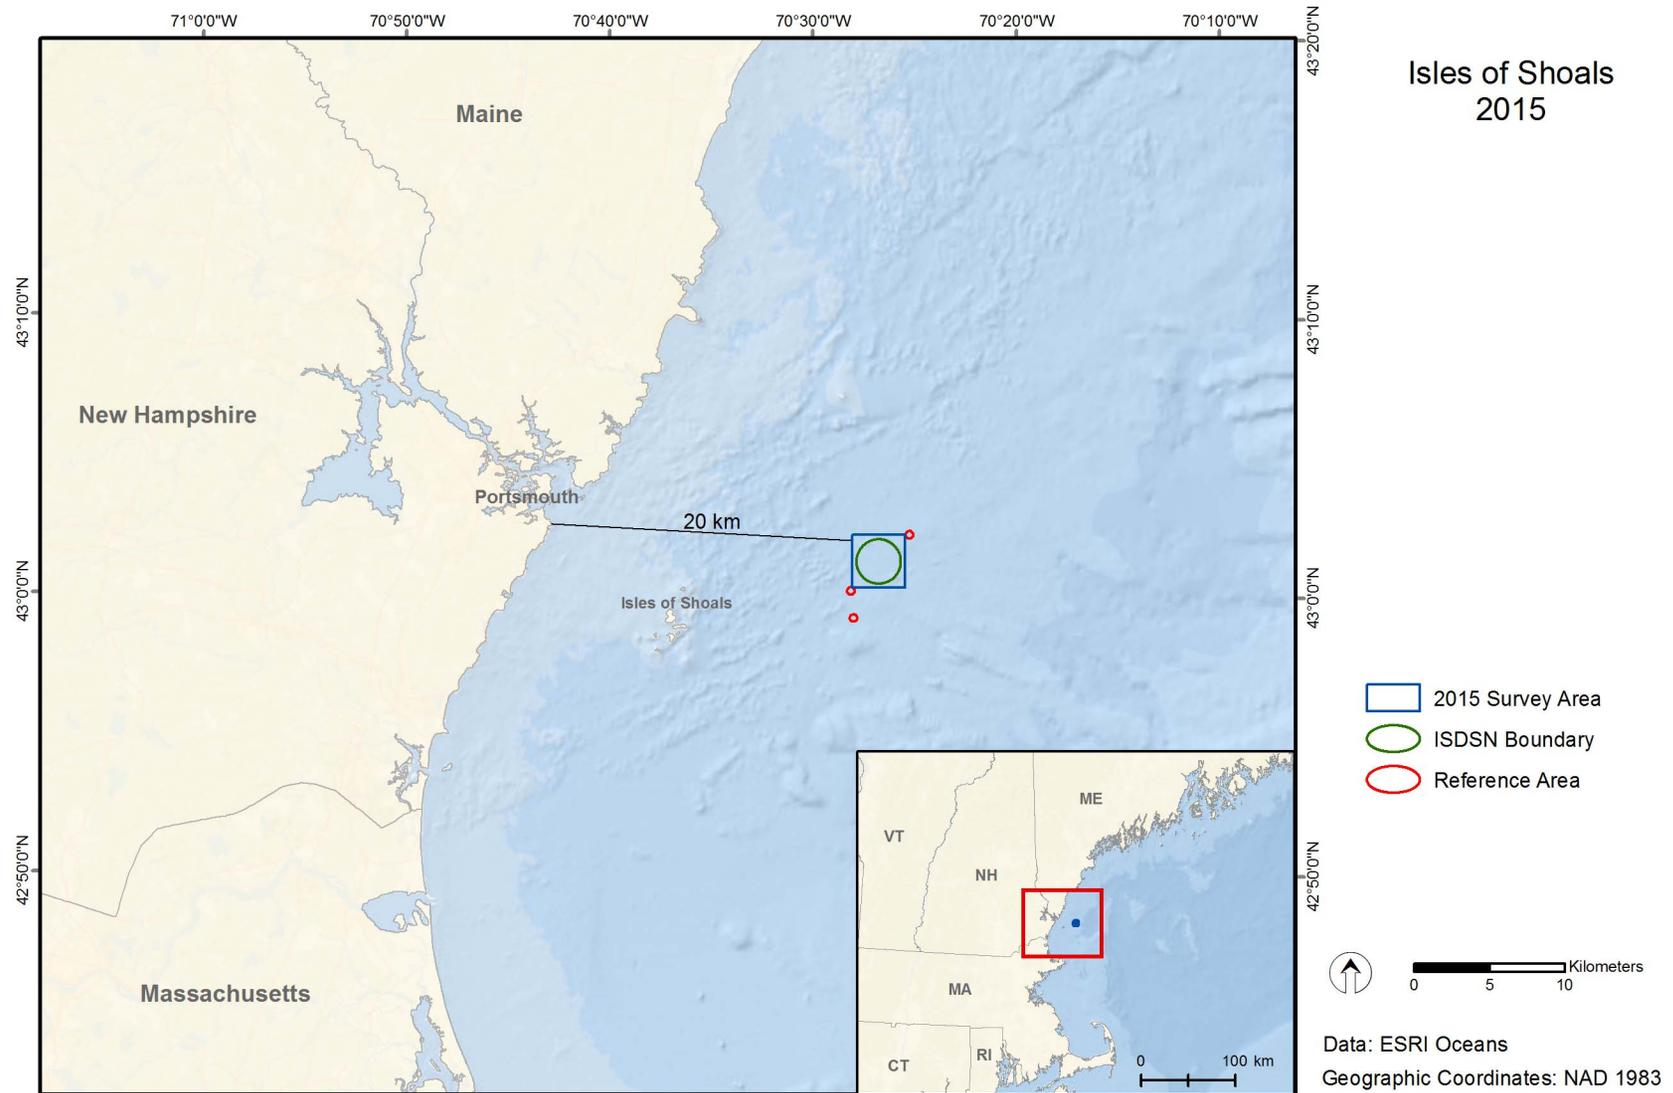 71°0'0"W
70°50'0"W
70°40'0"W
70°30'0"W
70°20'0"W
70°10'0"W
43°20'0"N
Isles of Shoals
2015
Maine
43°10'0"N
43°10'0"N
New Hampshire
Portsmouth
20 km
43°0'0"N
43°0'0"N
Isles of Shoals
2015 Survey Area
ISDSN Boundary
Reference Area
42°50'0"N
42°50'0"N
Massachusetts
ME
VT
NH
MA
CT
RI
0 100 km
Kilometers
0 5 10
Data: ESRI Oceans
Geographic Coordinates: NAD 1983